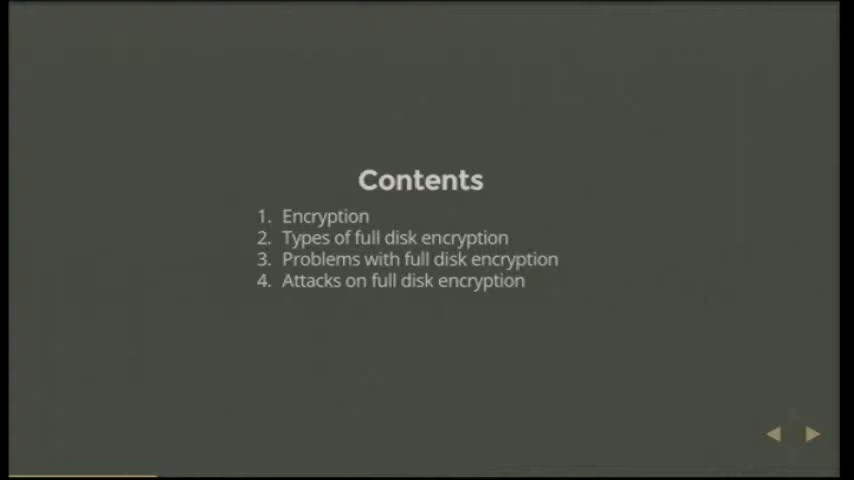 Contents
1. Encryption
2. Types of full disk encryption
3. Problems with full disk encryption
4. Attacks on full disk encryption